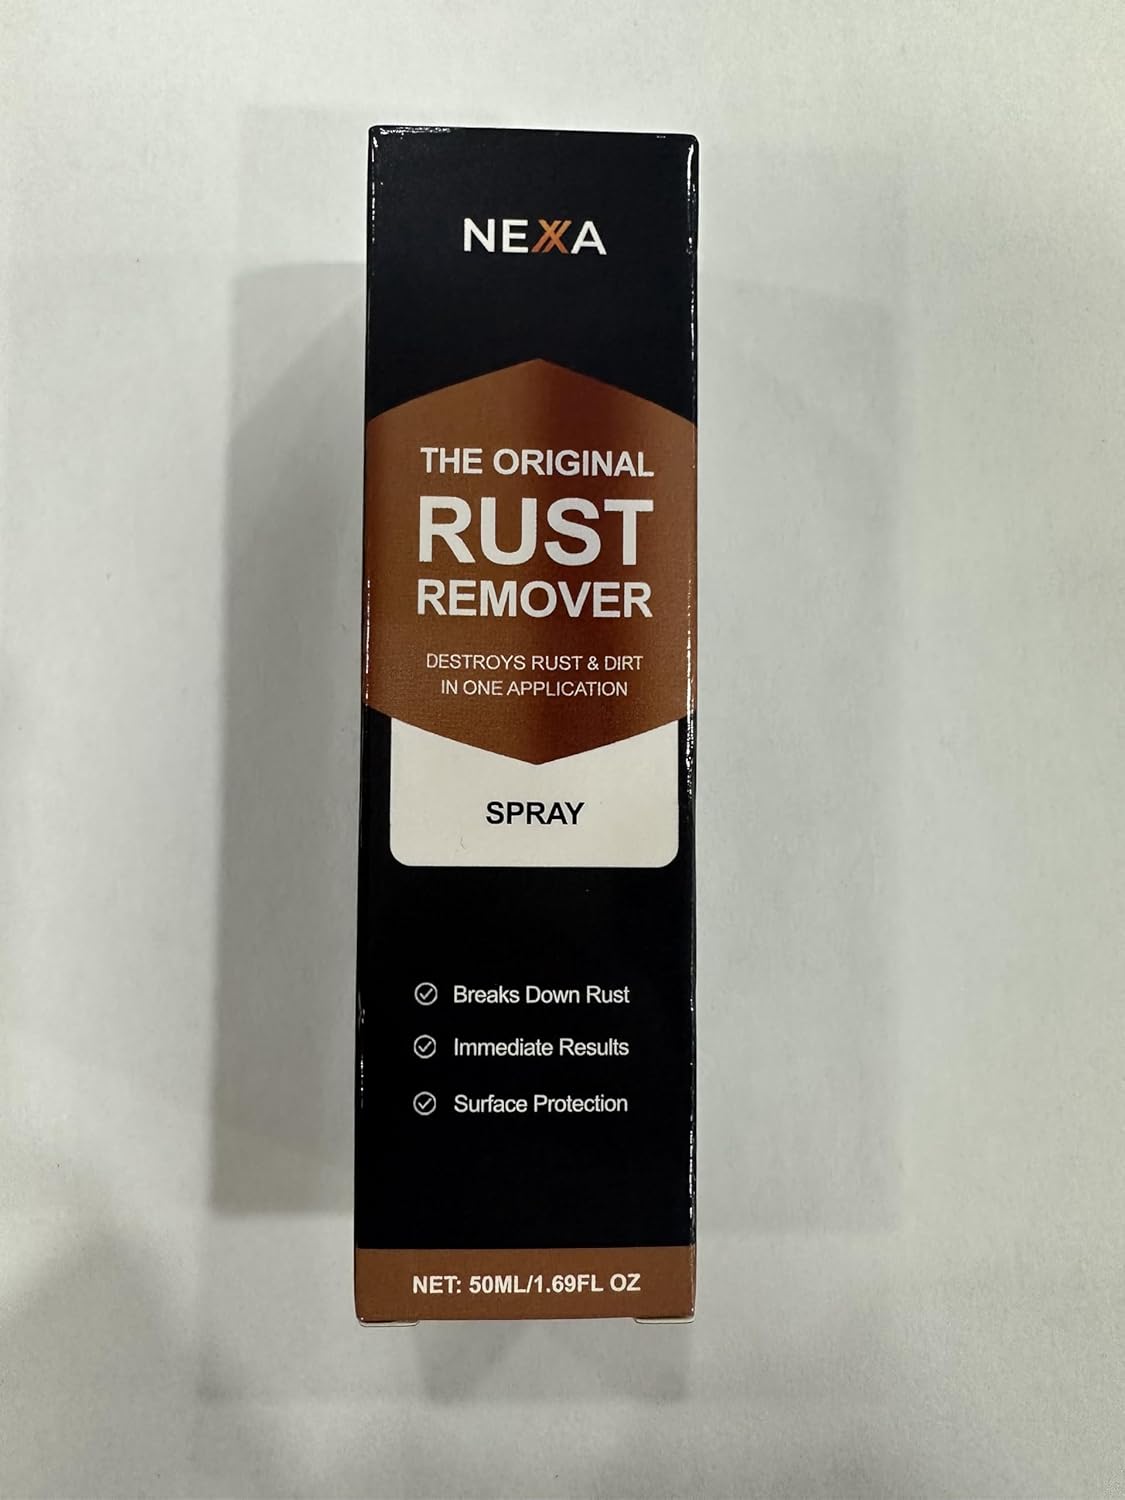 NEXXA
THE ORIGINAL
RUST
REMOVER
DESTROYS RUST & DIRT
IN ONE APPLICATION
SPRAY
Breaks Down Rust
Immediate Results
Surface Protection
NET: 50ML/1.69FL OZ